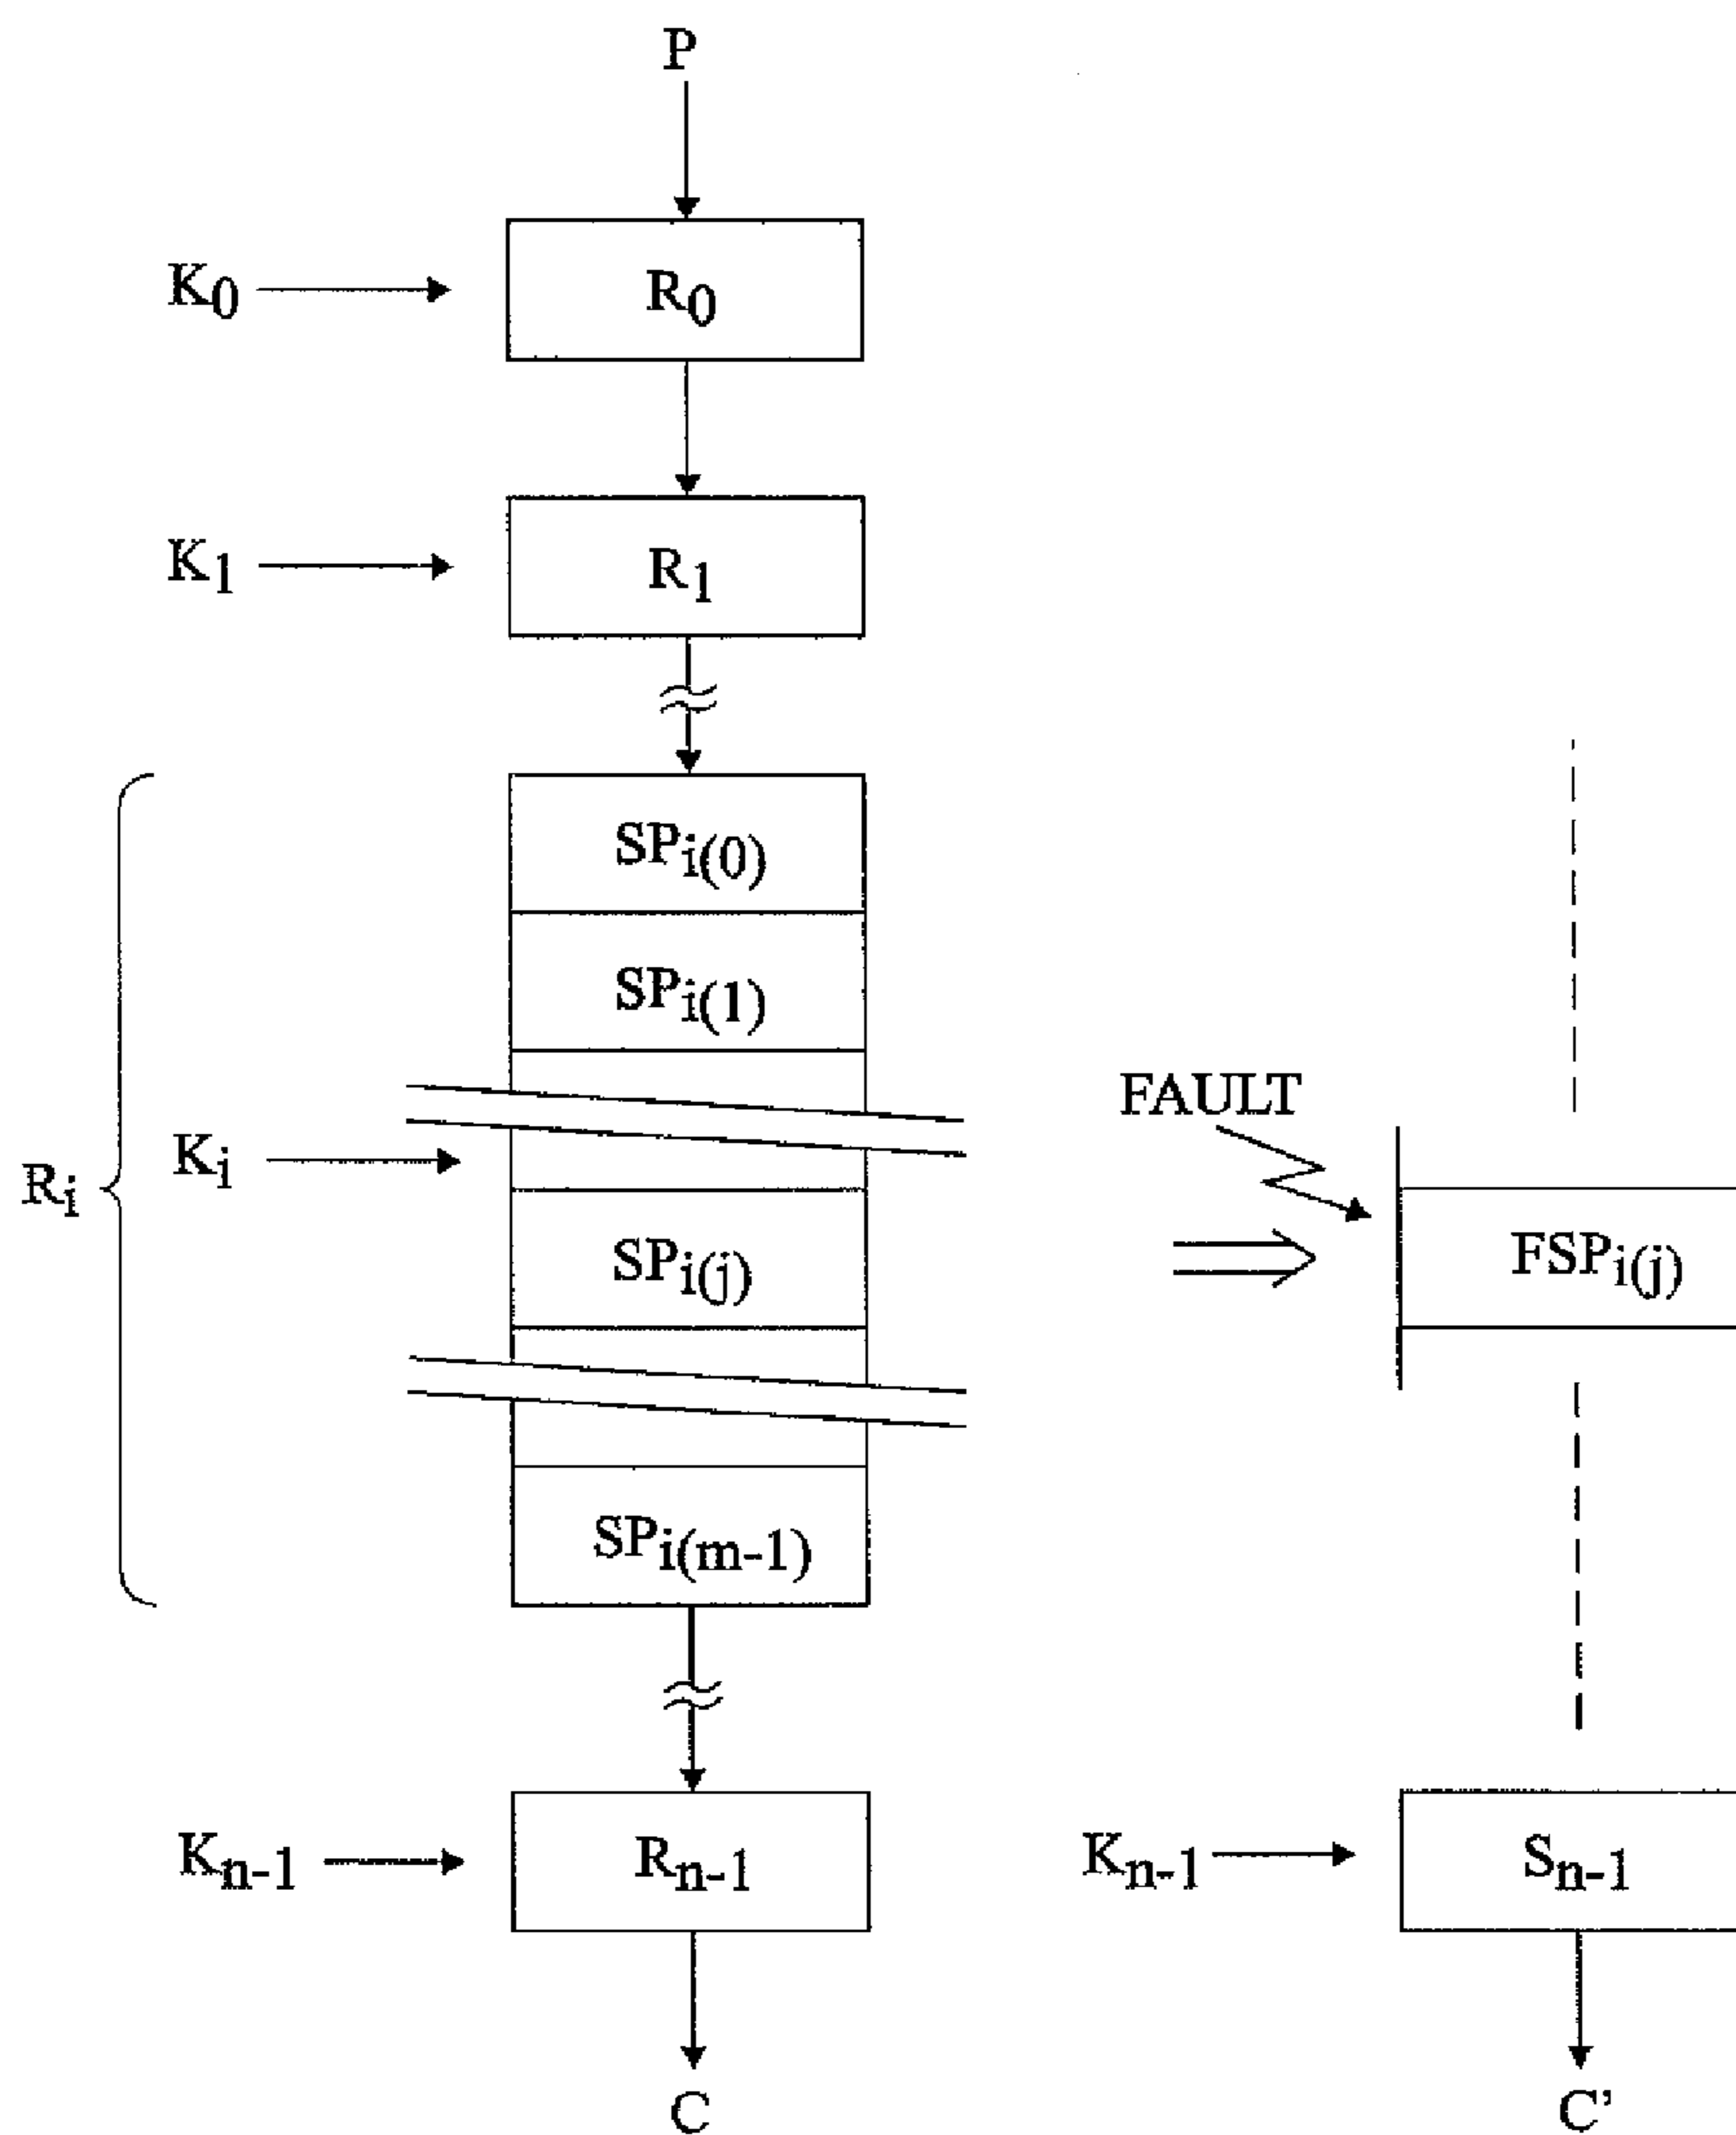 P
K0
R0
K1
R1
SPi(0)
SPi(1)
FAULT
Ki
Ri
SPi(j)
FSPi(j)
SPi(m-1)
Kn-1
Rn-1
Kn-1
Sn-1
C
C'